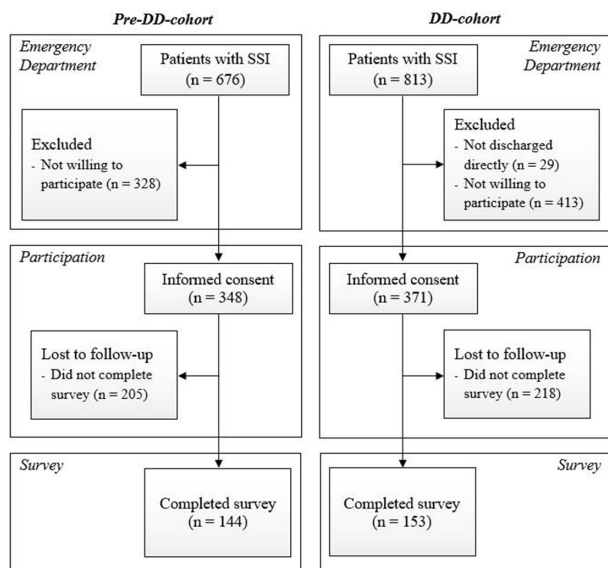 Pre-DD-cohort
Emergency
Department
Patients with SSI
(n = 676)
Excluded
- Not willing to
participate (n = 328)
Participation
Informed consent
(n = 348)
Lost to follow-up
- Did not complete
survey (n = 205)
Survey
Completed survey
(n = 144)
DD-cohort
Emergency
Department
Patients with SSI
(n = 813)
Excluded
- Not discharged
directly (n = 29)
- Not willing to
participate (n = 413)
Participation
Informed consent
(n = 371)
Lost to follow-up
- Did not complete
survey (n = 218)
Survey
Completed survey
(n = 153)